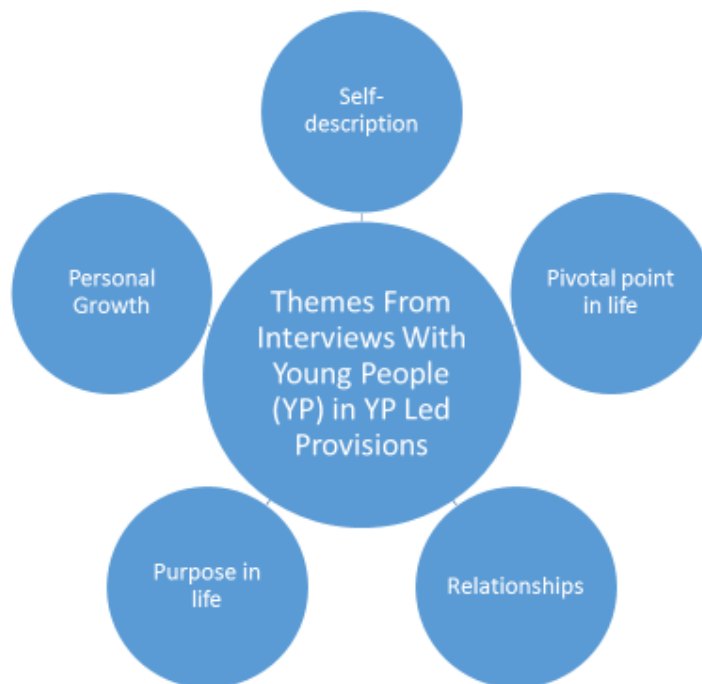 Self-
description
Pivotal point
in life
Relationships
Purpose in
life
Personal
Growth
Themes From
Interviews With
Young People
(YP) in YP Led
Provisions